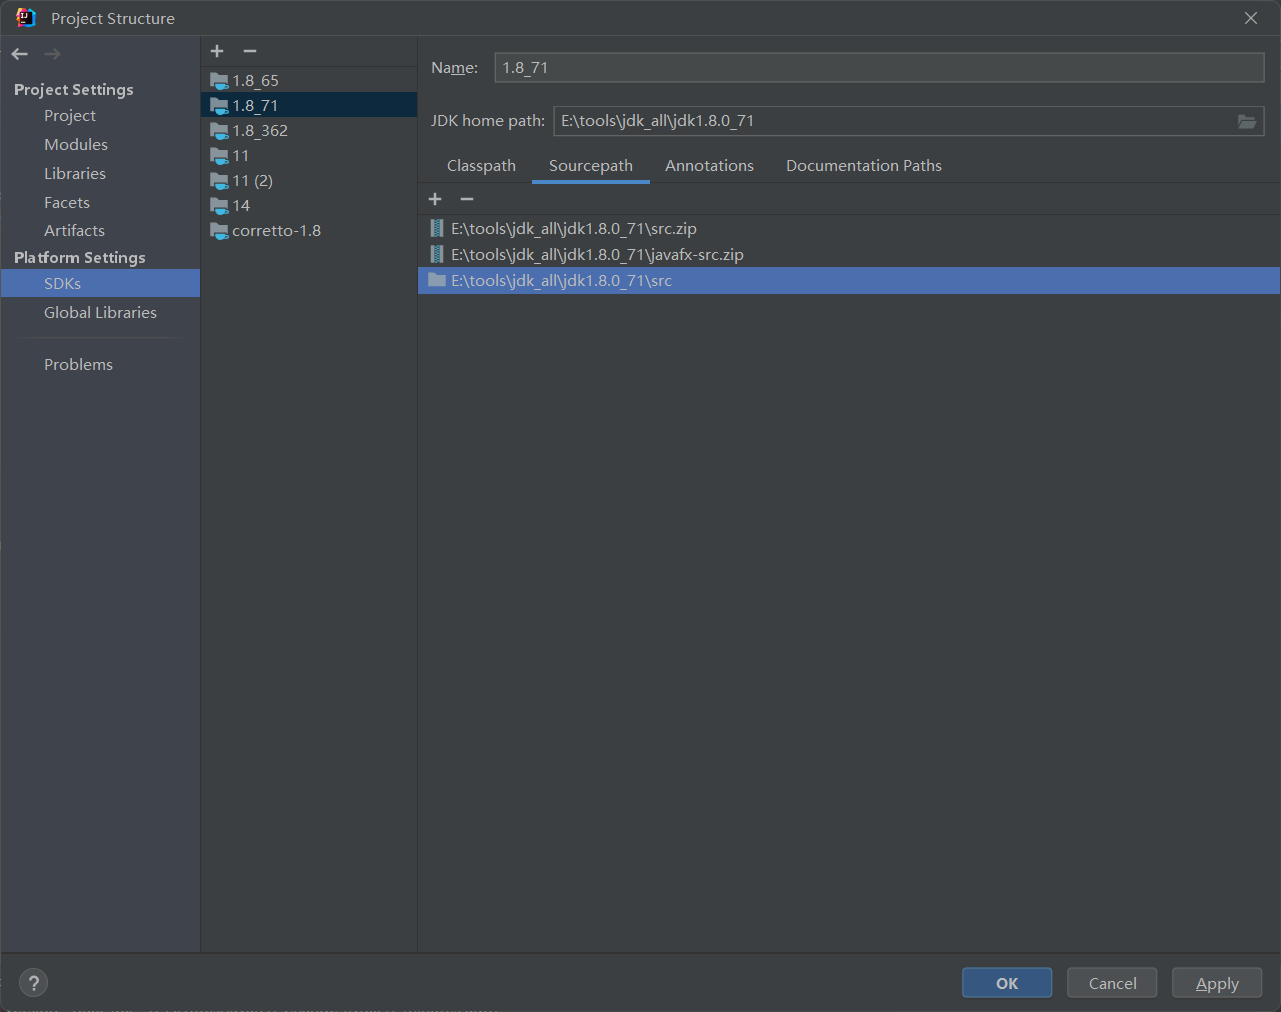 Project Structure
Project Settings
Project
Modules
Libraries
Facets
Artifacts
Platform Settings
SDKs
Global Libraries
Problems
1.8_65
1.8_71
1.8_362
11
11 (2)
14
corretto-1.8
Name: 1.8_71
JDK home path: E:\tools\jdk_all\jdk1.8.0_71
Classpath Sourcepath Annotations Documentation Paths
E:\tools\jdk_all\jdk1.8.0_71\src.zip
E:\tools\jdk_all\jdk1.8.0_71\javafx-src.zip
E:\tools\jdk_all\jdk1.8.0_71\src
? OK Cancel Apply